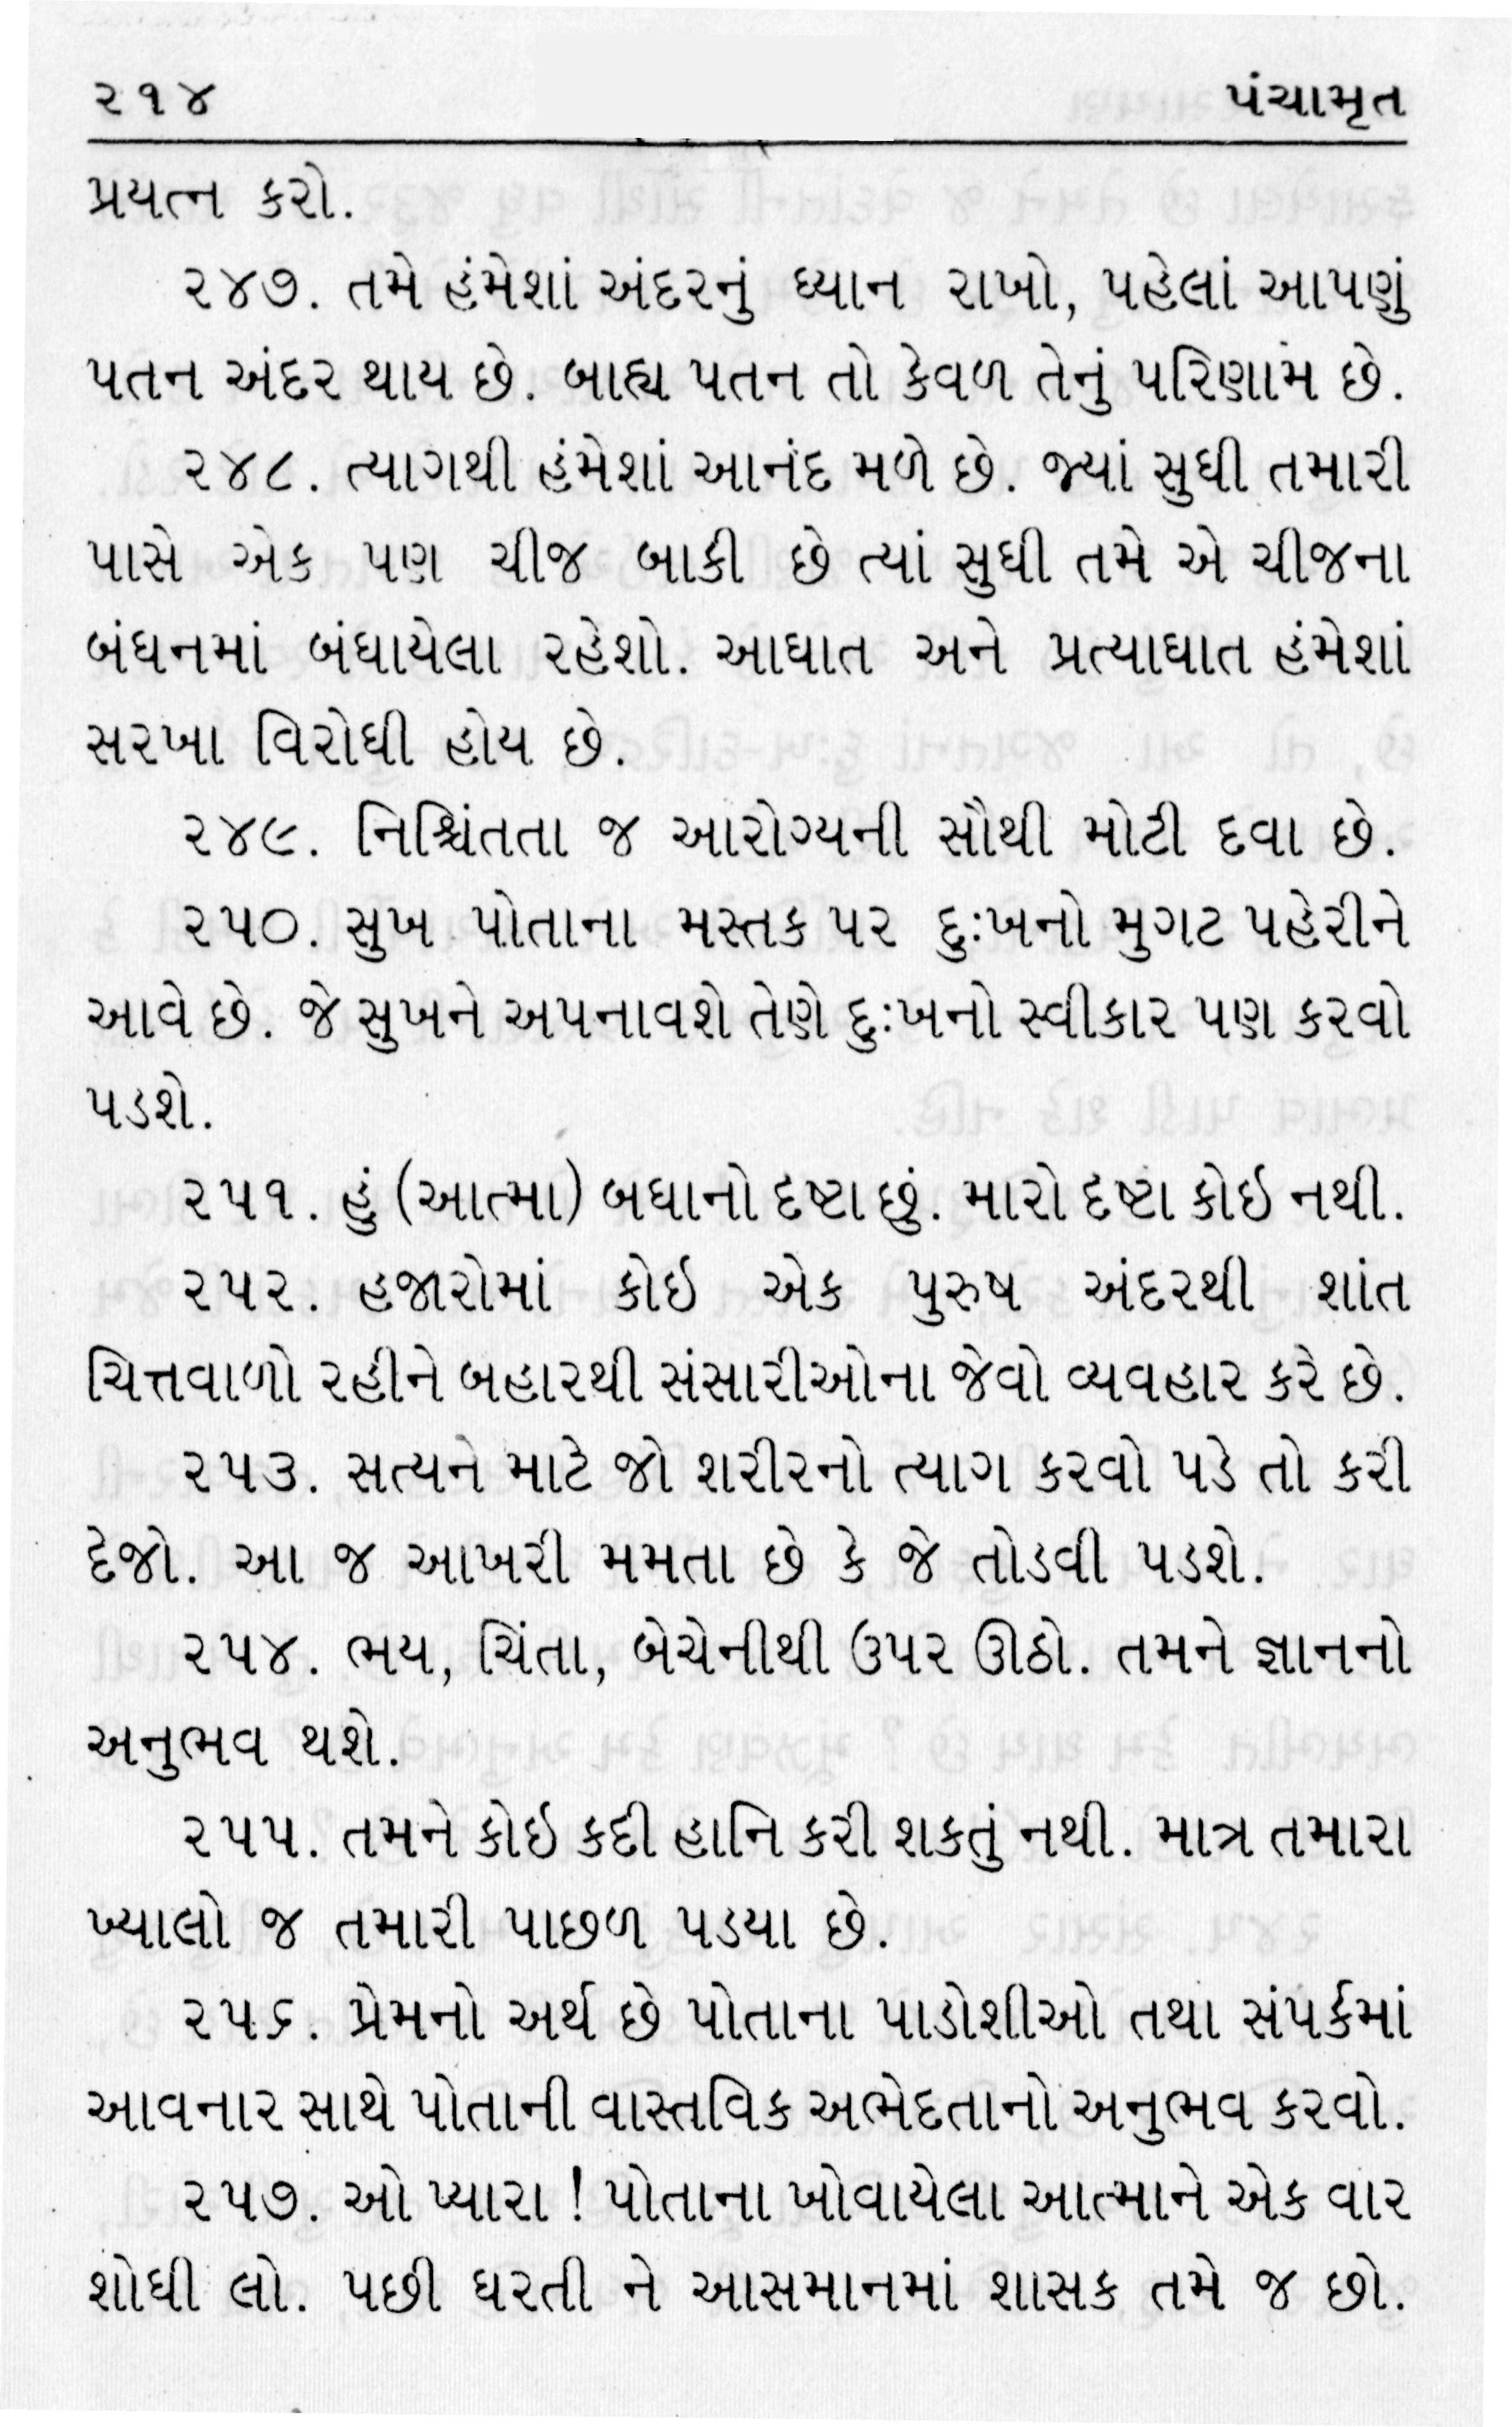 ૨૧૪ પંચામૃત
પ્રયત્ન કરો.
૨૪૭. તમે હંમેશાં અંદરનું ધ્યાન રાખો, પહેલાં આપણું
પતન અંદર થાય છે. બાહ્ય પતન તો કેવળ તેનું પરિણામ છે.
૨૪૮. ત્યાગથી હંમેશાં આનંદ મળે છે. જ્યાં સુધી તમારી
પાસે એક પણ ચીજ બાકી છે ત્યાં સુધી તમે એ ચીજના
બંધનમાં બંધાયેલા રહેશો. આઘાત અને પ્રત્યાઘાત હંમેશાં
સરખા વિરોધી હોય છે.
૨૪૯. નિશ્ચિંતતા જ આરોગ્યની સૌથી મોટી દવા છે.
૨૫૦. સુખ પોતાના મસ્તક પર દુઃખનો મુગટ પહેરીને
આવે છે. જે સુખને અપનાવશે તેણે દુઃખનો સ્વીકાર પણ કરવો
પડશે.
૨૫૧. હું (આત્મા) બધાનો દૃષ્ટા છું. મારો દૃષ્ટા કોઇ નથી.
૨૫૨. હજારોમાં કોઇ એક પુરુષ અંદરથી શાંત
ચિત્તવાળો રહીને બહારથી સંસારીઓના જેવો વ્યવહાર કરે છે.
૨૫૩. સત્યને માટે જો શરીરનો ત્યાગ કરવો પડે તો કરી
દેજો. આ જ આખરી મમતા છે કે જે તોડવી પડશે.
૨૫૪. ભય, ચિંતા, બેચેનીથી ઉપર ઊઠો. તમને જ્ઞાનનો
અનુભવ થશે.
૨૫૫. તમને કોઇ કદી હાનિ કરી શકતું નથી. માત્ર તમારા
ખ્યાલો જ તમારી પાછળ પડયા છે.
૨૫૬. પ્રેમનો અર્થ છે પોતાના પાડોશીઓ તથા સંપર્કમાં
આવનાર સાથે પોતાની વાસ્તવિક અભેદતાનો અનુભવ કરવો.
૨૫૭. ઓ પ્યારા ! પોતાના ખોવાયેલા આત્માને એક વાર
શોધી લો. પછી ધરતી ને આસમાનમાં શાસક તમે જ છો.